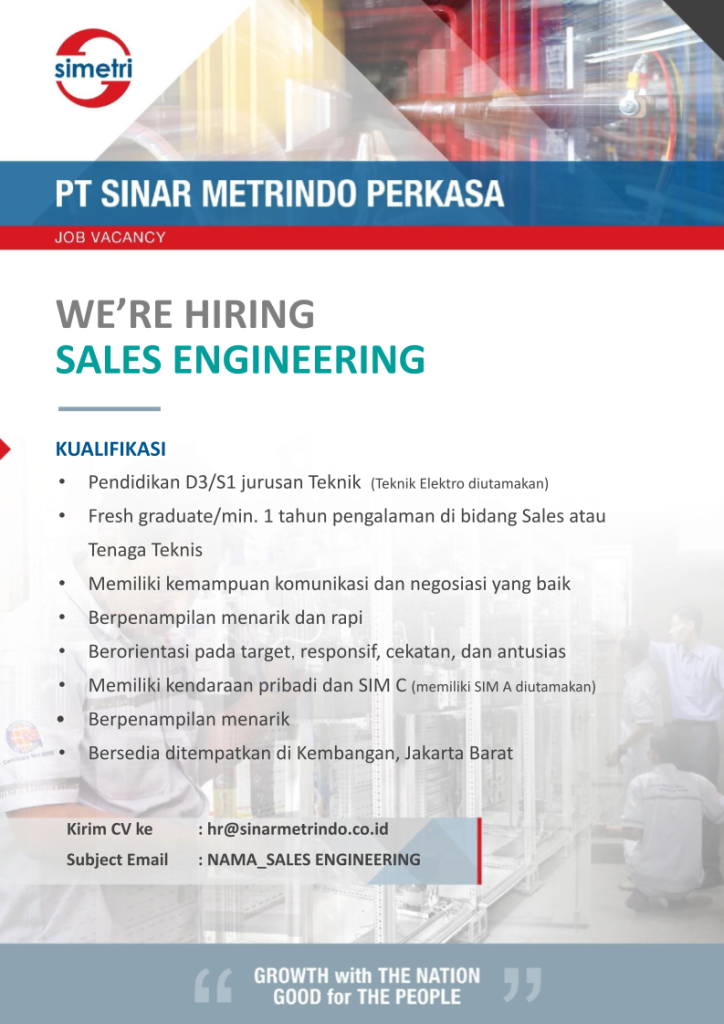 simetri
PT SINAR METRINDO PERKASA
JOB VACANCY
WE'RE HIRING
SALES ENGINEERING
KUALIFIKASI
• Pendidikan D3/S1 jurusan Teknik (Teknik Elektro diutamakan)
• Fresh graduate/min. 1 tahun pengalaman di bidang Sales atau
Tenaga Teknis
• Memiliki kemampuan komunikasi dan negosiasi yang baik
• Berpenampilan menarik dan rapi
• Berorientasi pada target, responsif, cekatan, dan antusias
• Memiliki kendaraan pribadi dan SIM C (memiliki SIM A diutamakan)
• Berpenampilan menarik
• Bersedia ditempatkan di Kembangan, Jakarta Barat
Kirim CV ke : hr@sinarmetrindo.co.id
Subject Email : NAMA_SALES ENGINEERING
“ GROWTH with THE NATION
GOOD for THE PEOPLE ”